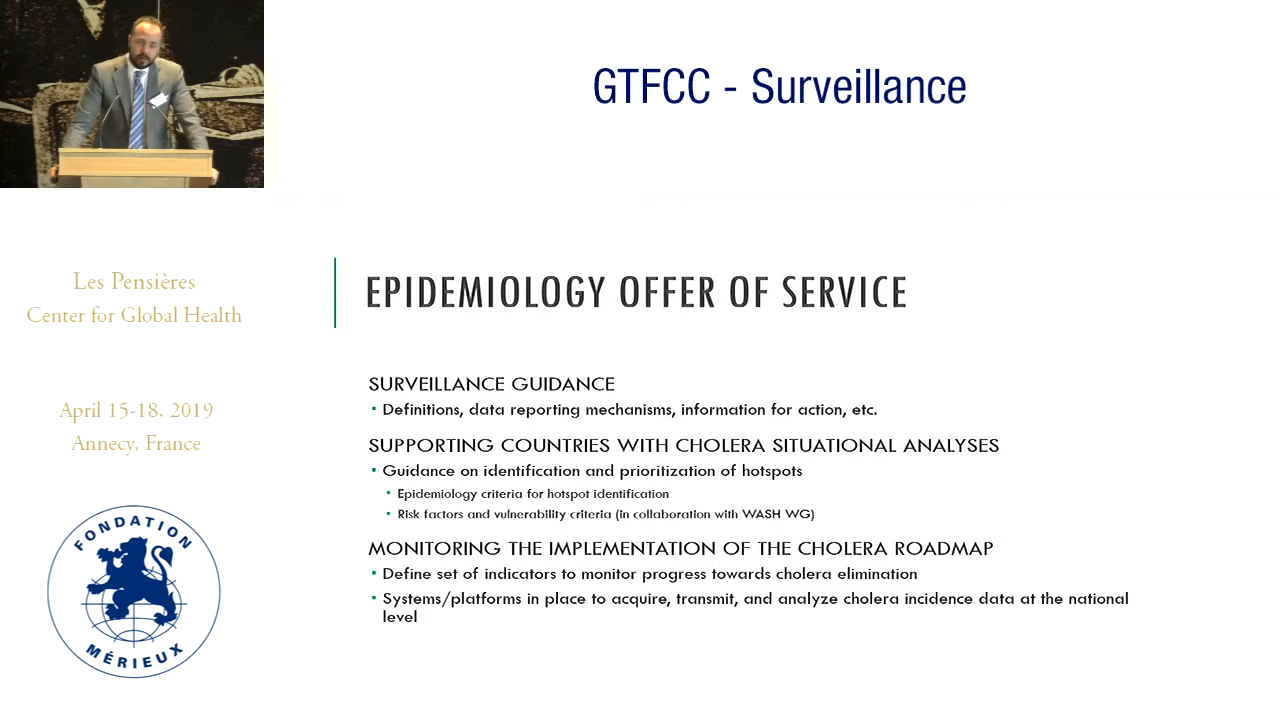 GTFCC - Surveillance
Les Pensières
Center for Global Health
April 15-18, 2019
Annecy, France
FONDATION
MÉRIEUX
EPIDEMIOLOGY OFFER OF SERVICE
SURVEILLANCE GUIDANCE
▪ Definitions, data reporting mechanisms, information for action, etc.
SUPPORTING COUNTRIES WITH CHOLERA SITUATIONAL ANALYSES
▪ Guidance on identification and prioritization of hotspots
▪ Epidemiology criteria for hotspot identification
▪ Risk factors and vulnerability criteria (in collaboration with WASH WG)
MONITORING THE IMPLEMENTATION OF THE CHOLERA ROADMAP
▪ Define set of indicators to monitor progress towards cholera elimination
▪ Systems/platforms in place to acquire, transmit, and analyze cholera incidence data at the national
level